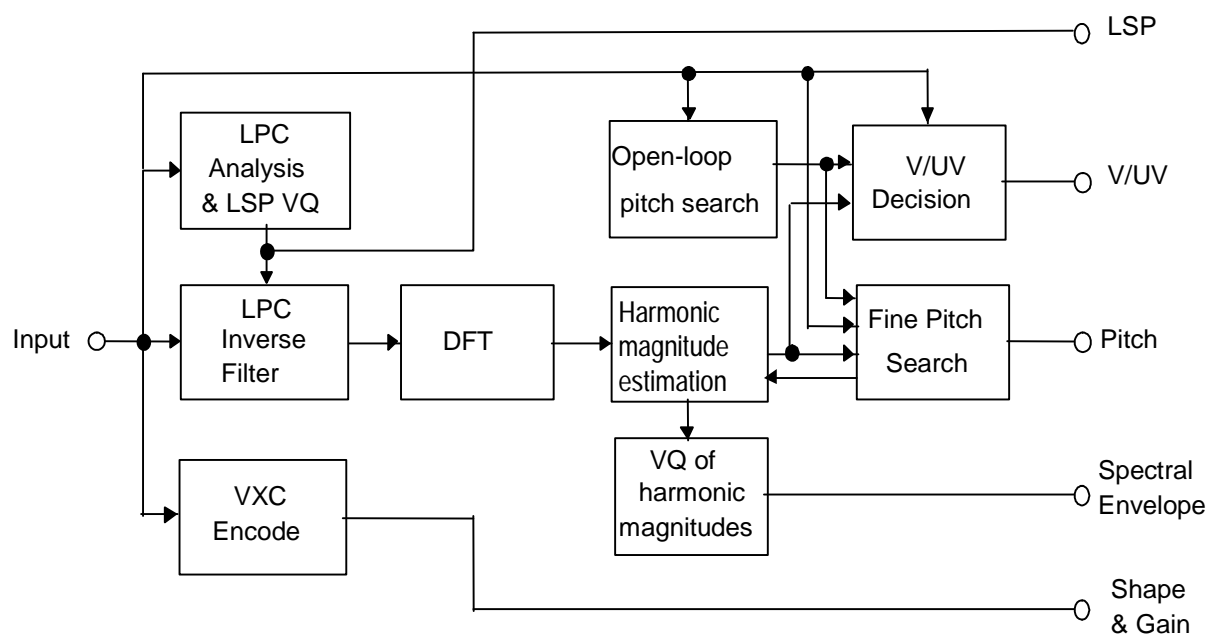 LSP
LPC
Analysis
& LSP VQ
Open-loop
pitch search
V/UV
Decision
V/UV
Input
LPC
Inverse
Filter
DFT
Harmonic
magnitude
estimation
Fine Pitch
Search
Pitch
VQ of
harmonic
magnitudes
Spectral
Envelope
VXC
Encode
Shape
& Gain